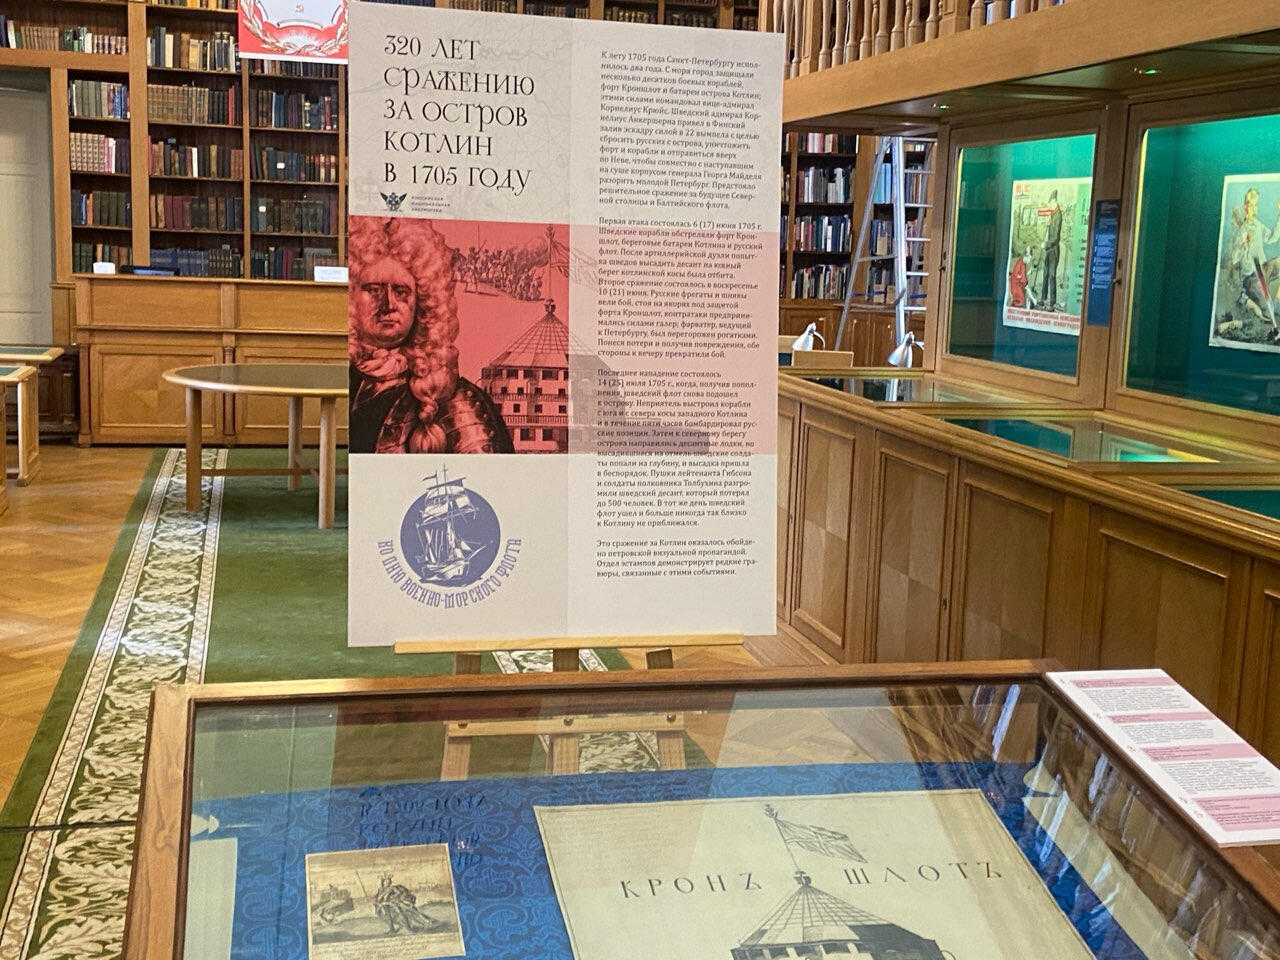 320 ЛЕТ
СРАЖЕНИЮ
ЗА ОСТРОВ
КОТЛИН
В 1705 ГОДУ
РОССИЙСКАЯ
НАЦИОНАЛЬНАЯ
БИБЛИОТЕКА
КО ДНЮ ВОЕННО-МОРСКОГО ФЛОТА
К лету 1705 года Санкт-Петербургу испол-
нилось два года. С моря город защищали
несколько десятков боевых кораблей,
форт Кроншлот и батареи острова Котлин;
этими силами командовал вице-адмирал
Корнелиус Крюйс. Шведский адмирал Кор-
нелиус Анкершерна привел в Финский
залив эскадру силой в 22 вымпела с целью
сбросить русских с острова, уничтожить
форт и корабли и отправиться вверх
по Неве, чтобы совместно с наступавшим
на суше корпусом генерала Георга Майделя
разорить молодой Петербург. Предстояло
решительное сражение за будущее Север-
ной столицы и Балтийского флота.
Первая атака состоялась 6 (17) июня 1705 г.
Шведские корабли обстреляли форт Крон-
шлот, береговые батареи Котлина и русский
флот. После артиллерийской дуэли попыт-
ка шведов высадить десант на южный
берег котлинской косы была отбита.
Второе сражение состоялось в воскресенье
10 (21) июня. Русские фрегаты и шнявы
вели бой, стоя на якорях под защитой
форта Кроншлот, контратаки предприни-
мались силами галер; фарватер, ведущий
к Петербургу, был перегорожен рогатками.
Понеся потери и получив повреждения, обе
стороны к вечеру прекратили бой.
Последнее нападение состоялось
14 (25) июля 1705 г., когда, получив попол-
нения, шведский флот снова подошел
к острову. Неприятель выстроил корабли
с юга и с севера косы западного Котлина
и в течение пяти часов бомбардировал рус-
ские позиции. Затем к северному берегу
острова направились десантные лодки, но
высадившиеся на отмель шведские солда-
ты попали на глубину, и высадка пришла
в беспорядок. Пушки лейтенанта Гибсона
и солдаты полковника Толбухина разгро-
мили шведский десант, который потерял
до 500 человек. В тот же день шведский
флот ушел и больше никогда так близко
к Котлину не приближался.
Это сражение за Котлин оказалось обойде-
но петровской визуальной пропагандой.
Отдел эстампов демонстрирует редкие гра-
вюры, связанные с этими событиями.
КРОНЪ ШЛОТЪ